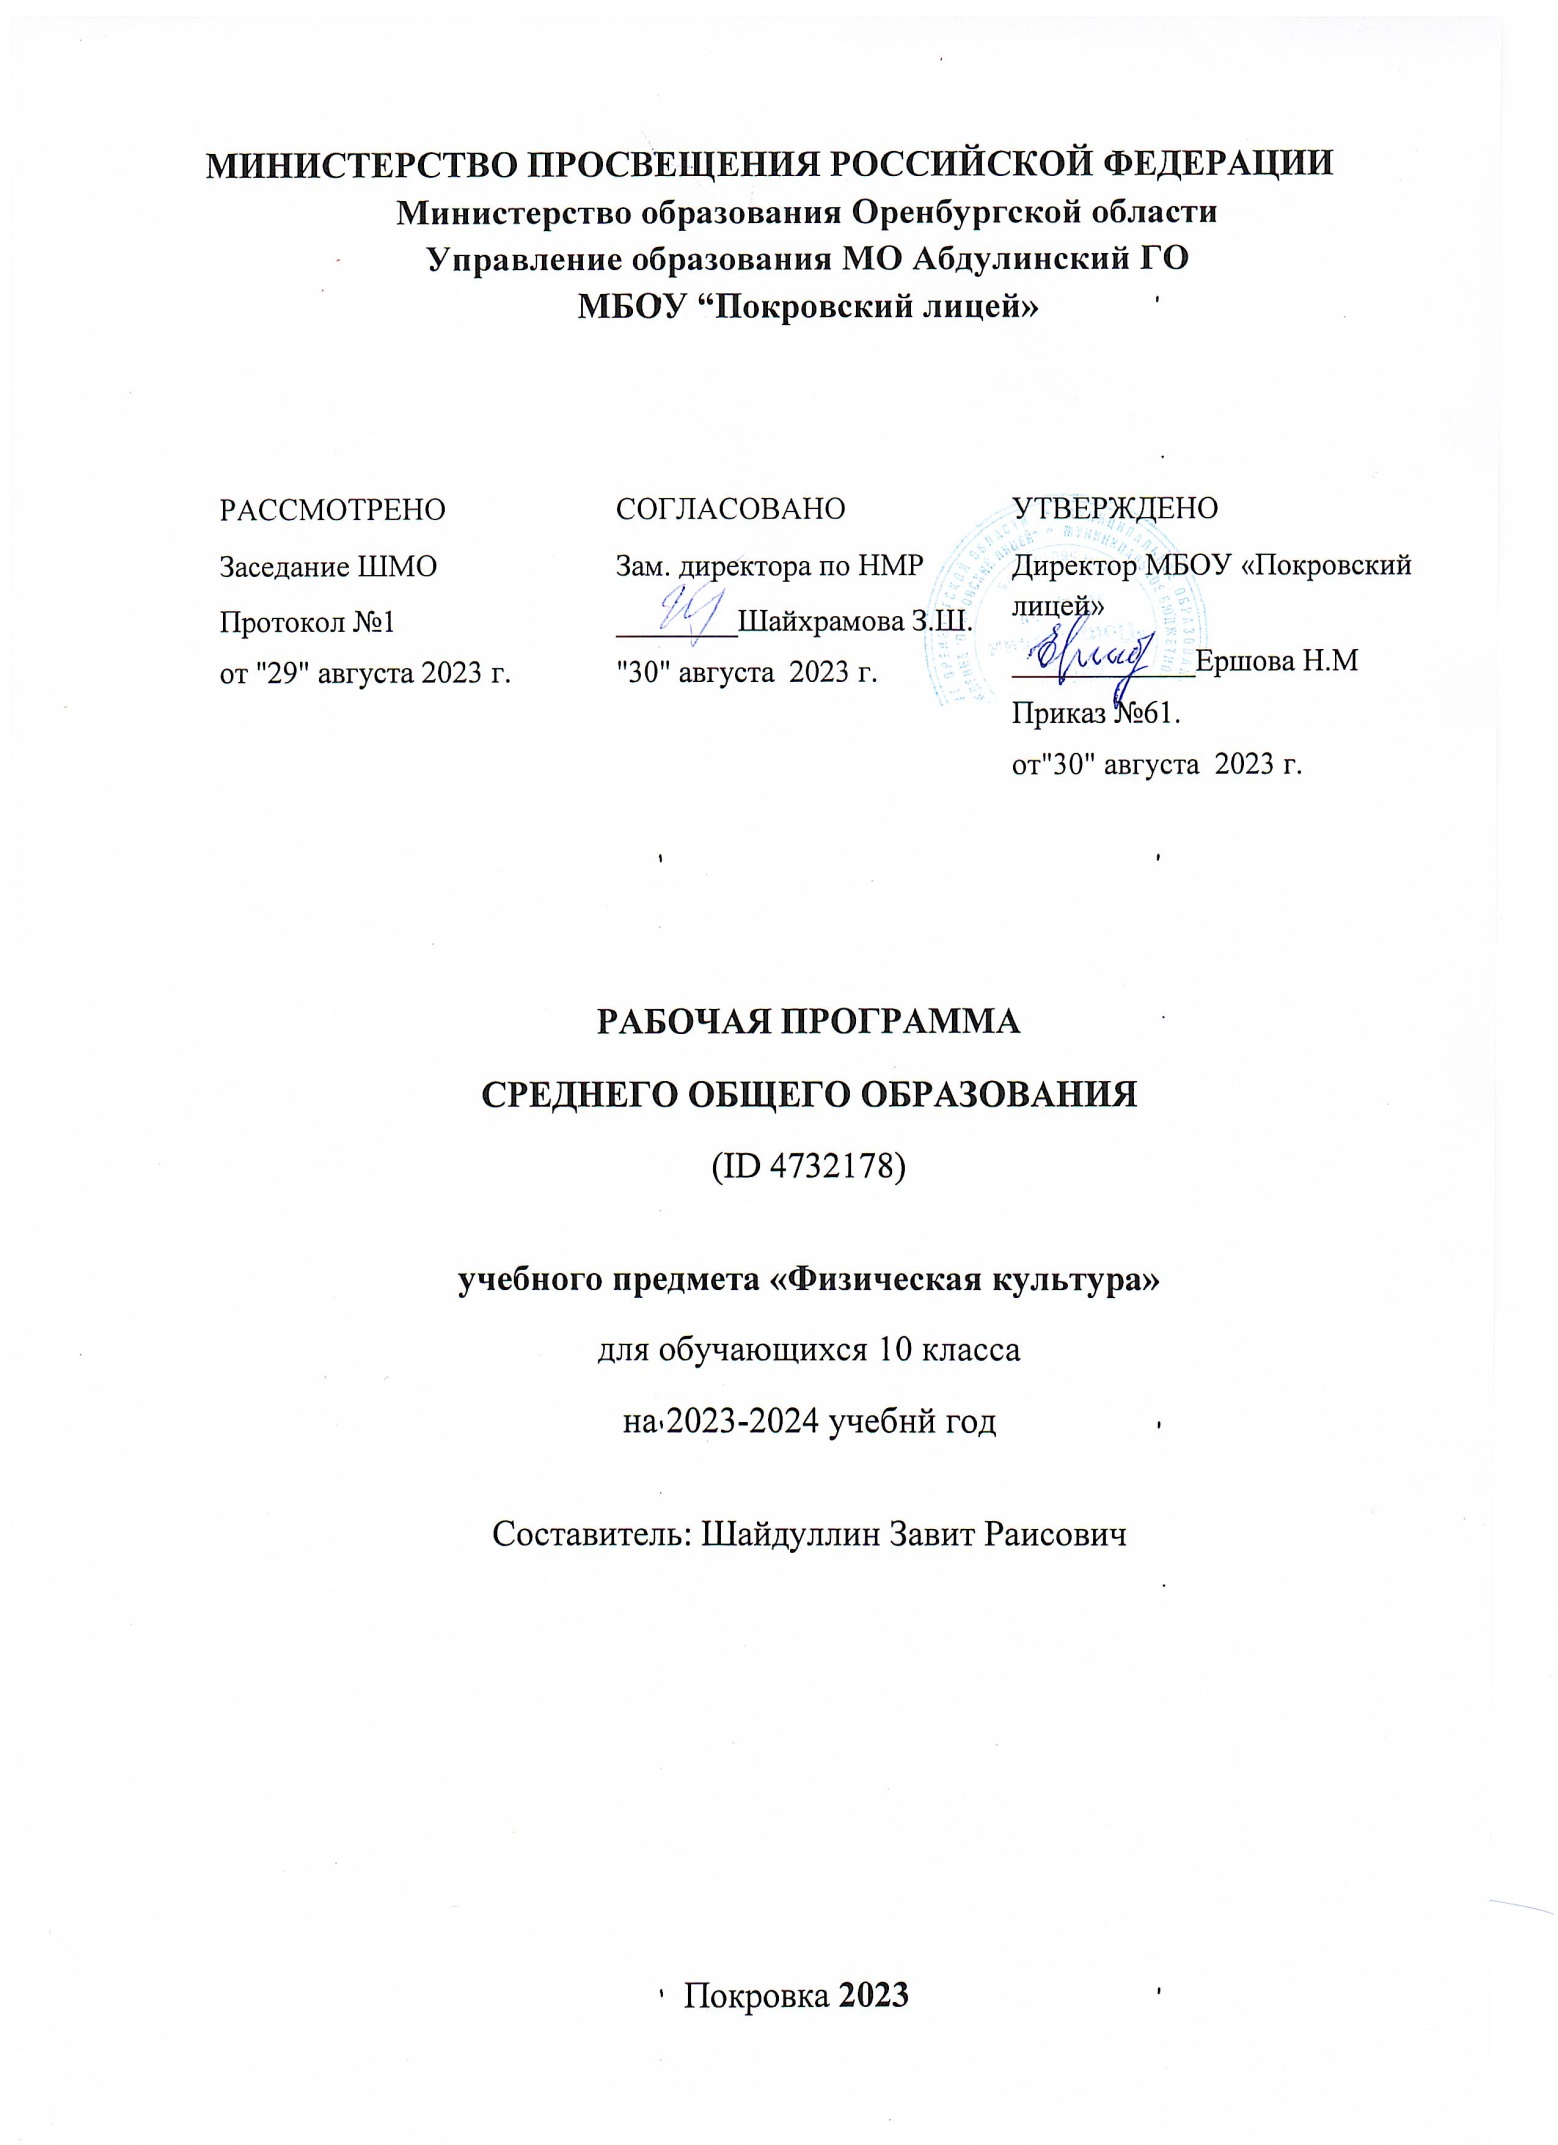 МИНИСТЕРСТВО ПРОСВЕЩЕНИЯ РОССИЙСКОЙ ФЕДЕРАЦИИ
Министерство образования Оренбургской области
Управление образования МО Абдулинский ГО
МБОУ “Покровский лицей»
РАССМОТРЕНО
Заседание ШМО
Протокол №1
от "29" августа 2023 г.
СОГЛАСОВАНО
Зам. директора по НМР
________Шайхрамова З.Ш.
"30" августа 2023 г.
УТВЕРЖДЕНО
Директор МБОУ «Покровский
лицей»
____________Ершова Н.М
Приказ №61.
от"30" августа 2023 г.
РАБОЧАЯ ПРОГРАММА
СРЕДНЕГО ОБЩЕГО ОБРАЗОВАНИЯ
(ID 4732178)
учебного предмета «Физическая культура»
для обучающихся 10 класса
на 2023-2024 учебнй год
Составитель: Шайдуллин Завит Раисович
Покровка 2023